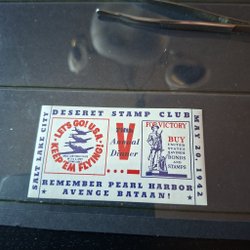 DESERET STAMP CLUB
SALT LAKE CITY
LET'S GO! U.S.A.
KEEP 'EM FLYING!
Annual
Dinner
V
...-
FOR VICTORY
BUY
UNITED
STATES
SAVINGS
BONDS
AND
STAMPS
MAY 20, 1942
REMEMBER PEARL HARBOR
AVENGE BATAAN!